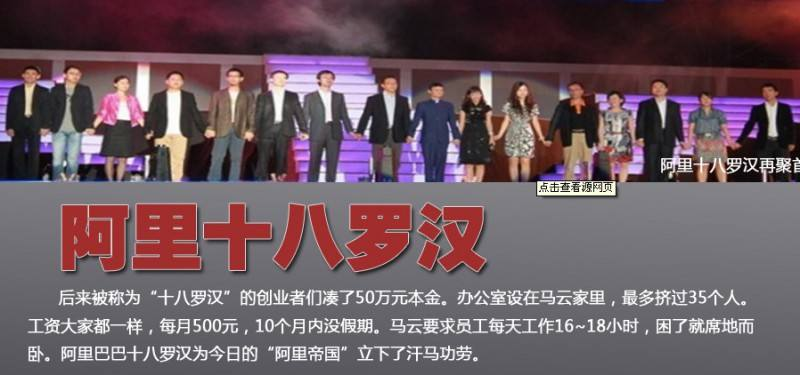 阿里十八罗汉再聚首
点击查看源网页
阿里十八罗汉
后来被称为“十八罗汉”的创业者们凑了50万元本金。办公室设在马云家里，最多挤过35个人。
工资大家都一样，每月500元，10个月内没假期。马云要求员工每天工作16~18小时，困了就席地而
卧。阿里巴巴十八罗汉为今日的“阿里帝国”立下了汗马功劳。